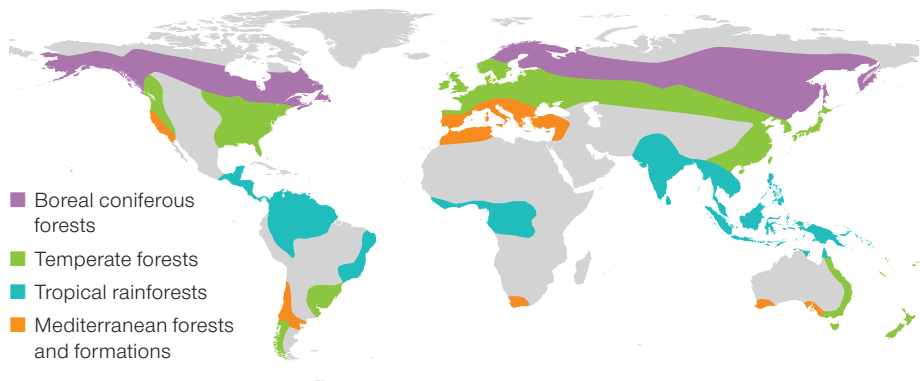 Boreal coniferous
forests
Temperate forests
Tropical rainforests
Mediterranean forests
and formations